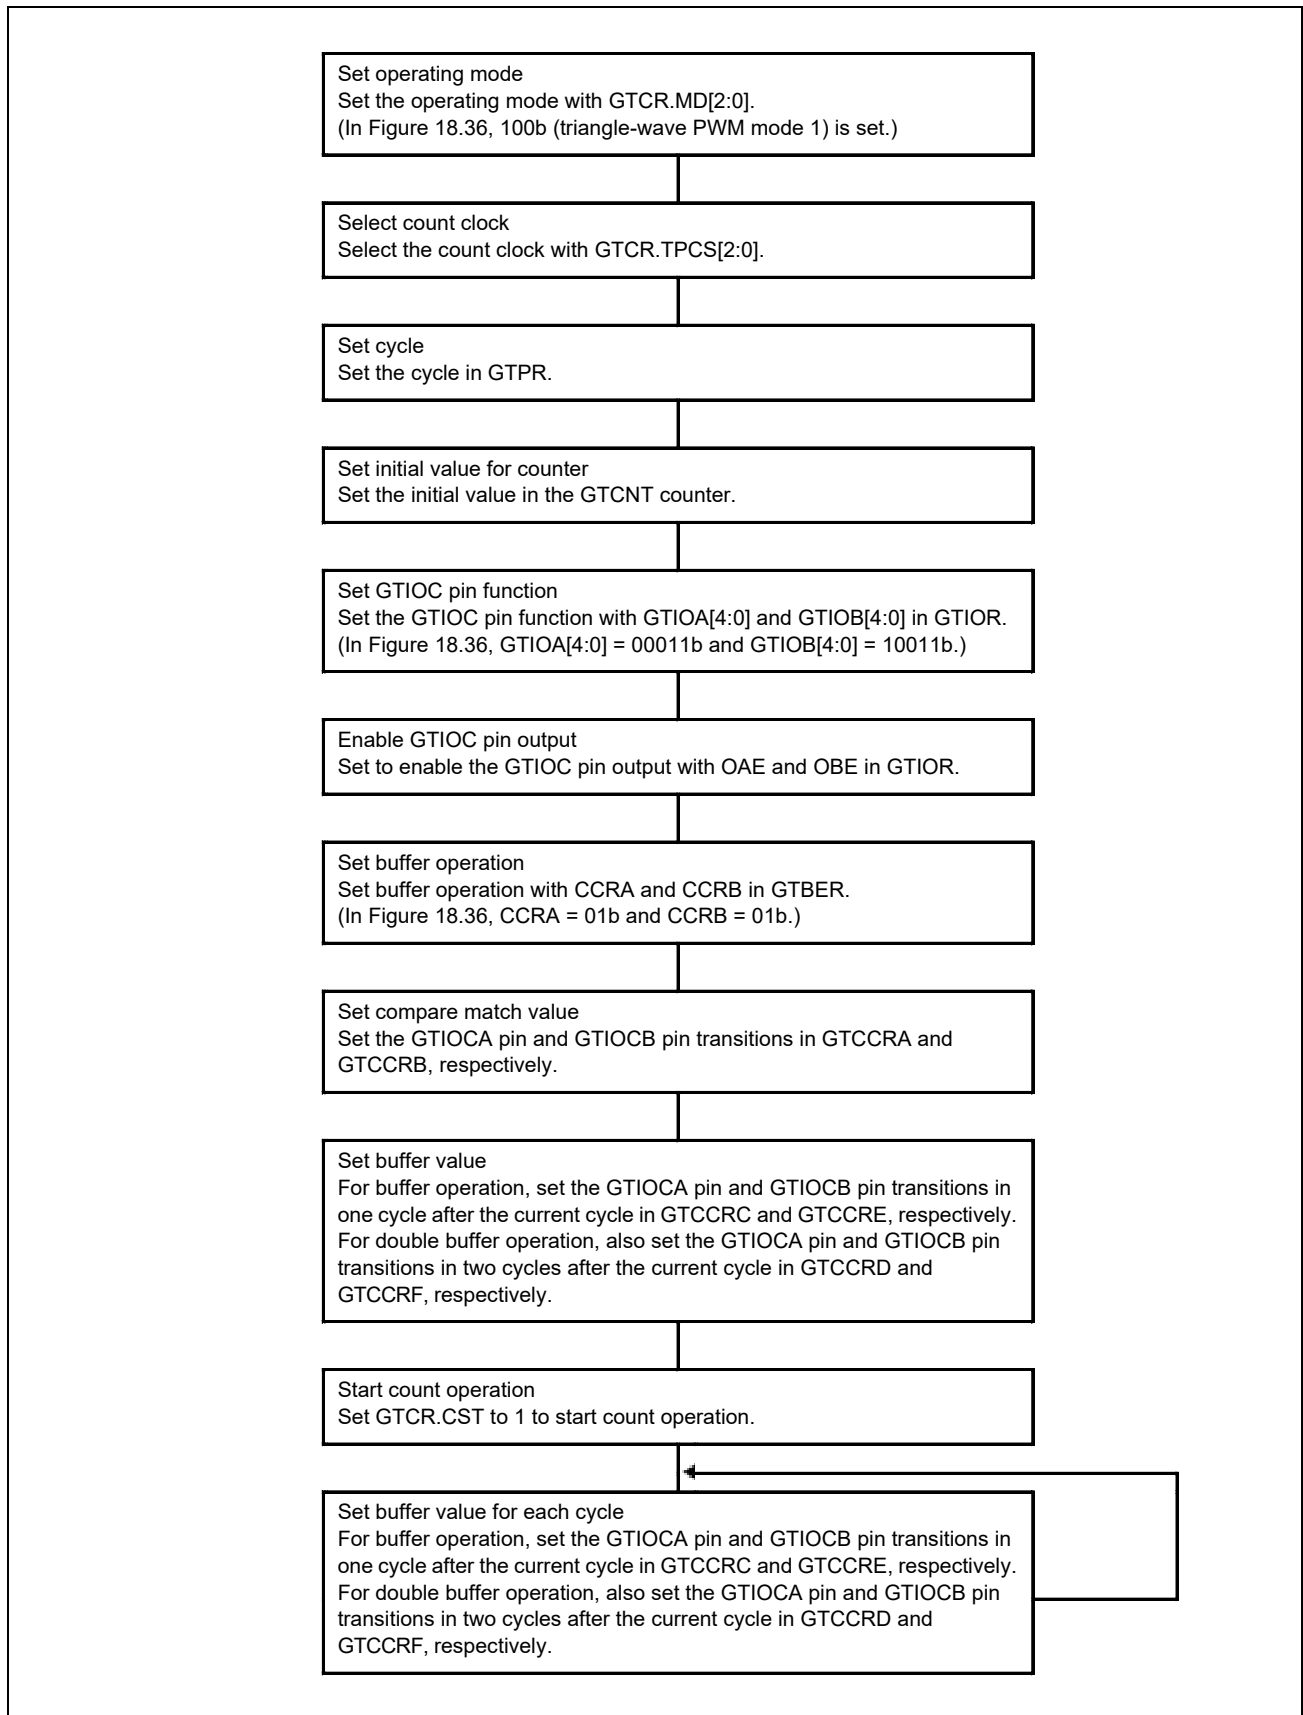 Set operating mode
Set the operating mode with GTCR.MD[2:0].
(In Figure 18.36, 100b (triangle-wave PWM mode 1) is set.)
Select count clock
Select the count clock with GTCR.TPCS[2:0].
Set cycle
Set the cycle in GTPR.
Set initial value for counter
Set the initial value in the GTCNT counter.
Set GTIOC pin function
Set the GTIOC pin function with GTIOA[4:0] and GTIOB[4:0] in GTIOR.
(In Figure 18.36, GTIOA[4:0] = 00011b and GTIOB[4:0] = 10011b.)
Enable GTIOC pin output
Set to enable the GTIOC pin output with OAE and OBE in GTIOR.
Set buffer operation
Set buffer operation with CCRA and CCRB in GTBER.
(In Figure 18.36, CCRA = 01b and CCRB = 01b.)
Set compare match value
Set the GTIOCA pin and GTIOCB pin transitions in GTCCRA and
GTCCRB, respectively.
Set buffer value
For buffer operation, set the GTIOCA pin and GTIOCB pin transitions in
one cycle after the current cycle in GTCCRC and GTCCRE, respectively.
For double buffer operation, also set the GTIOCA pin and GTIOCB pin
transitions in two cycles after the current cycle in GTCCRD and
GTCCRF, respectively.
Start count operation
Set GTCR.CST to 1 to start count operation.
Set buffer value for each cycle
For buffer operation, set the GTIOCA pin and GTIOCB pin transitions in
one cycle after the current cycle in GTCCRC and GTCCRE, respectively.
For double buffer operation, also set the GTIOCA pin and GTIOCB pin
transitions in two cycles after the current cycle in GTCCRD and
GTCCRF, respectively.